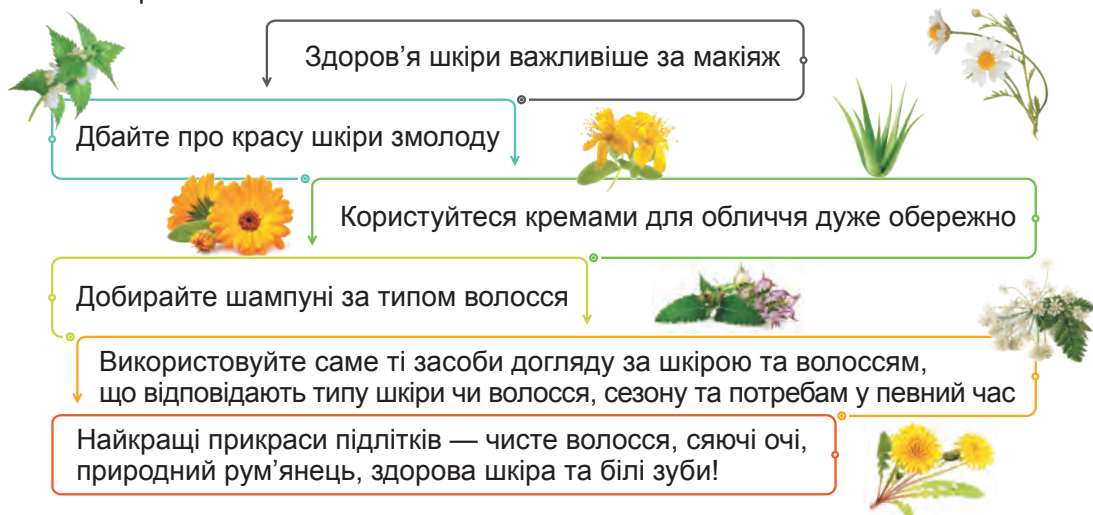 Здоров’я шкіри важливіше за макіяж
Дбайте про красу шкіри змолоду
Користуйтеся кремами для обличчя дуже обережно
Добирайте шампуні за типом волосся
Використовуйте саме ті засоби догляду за шкірою та волоссям,
що відповідають типу шкіри чи волосся, сезону та потребам у певний час
Найкращі прикраси підлітків — чисте волосся, сяючі очі,
природний рум’янець, здорова шкіра та білі зуби!